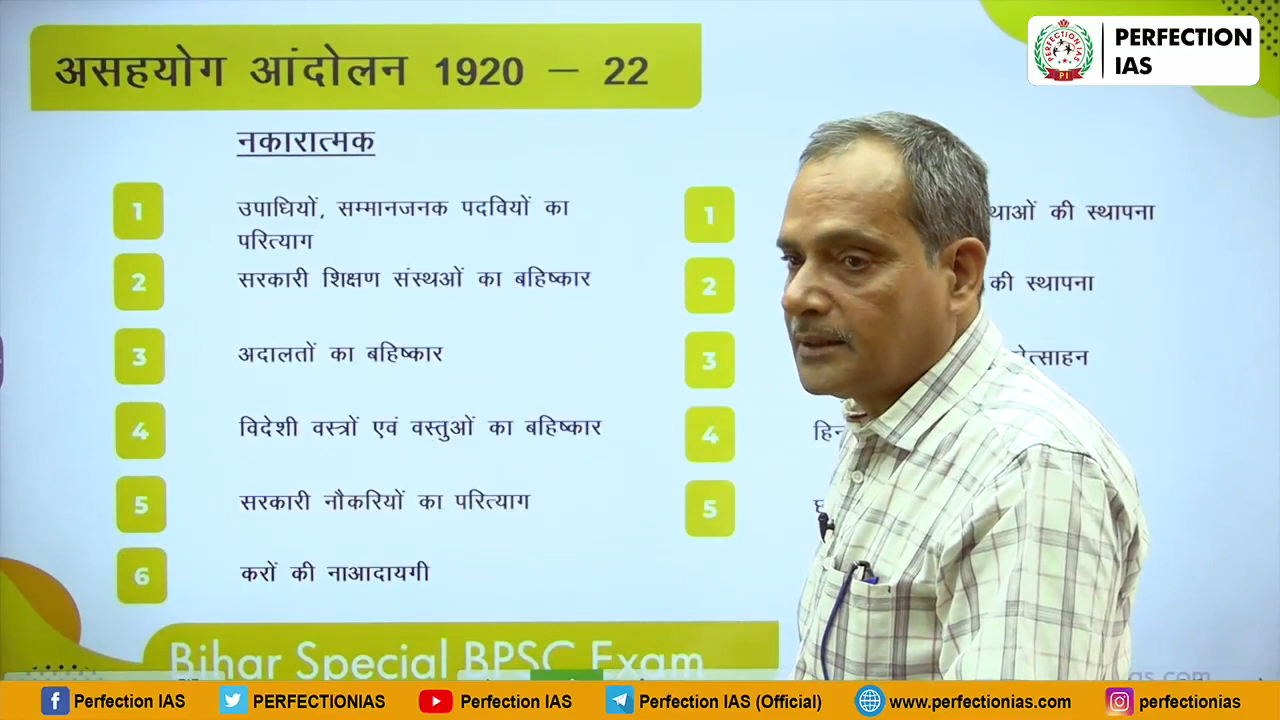 असहयोग आंदोलन 1920 – 22
PERFECTION
IAS
PERFECTION IAS
PI
नकारात्मक
1
उपाधियों, सम्मानजनक पदवियों का
परित्याग
2
सरकारी शिक्षण संस्थओं का बहिष्कार
3
अदालतों का बहिष्कार
4
विदेशी वस्त्रों एवं वस्तुओं का बहिष्कार
5
सरकारी नौकरियों का परित्याग
6
करों की नाआदायगी
1
की स्थापना
2
की स्थापना
3
4
5
Bihar Special BPSC Exam
Perfection IAS
PERFECTIONIAS
Perfection IAS
Perfection IAS (Official)
www.perfectionias.com
perfectionias